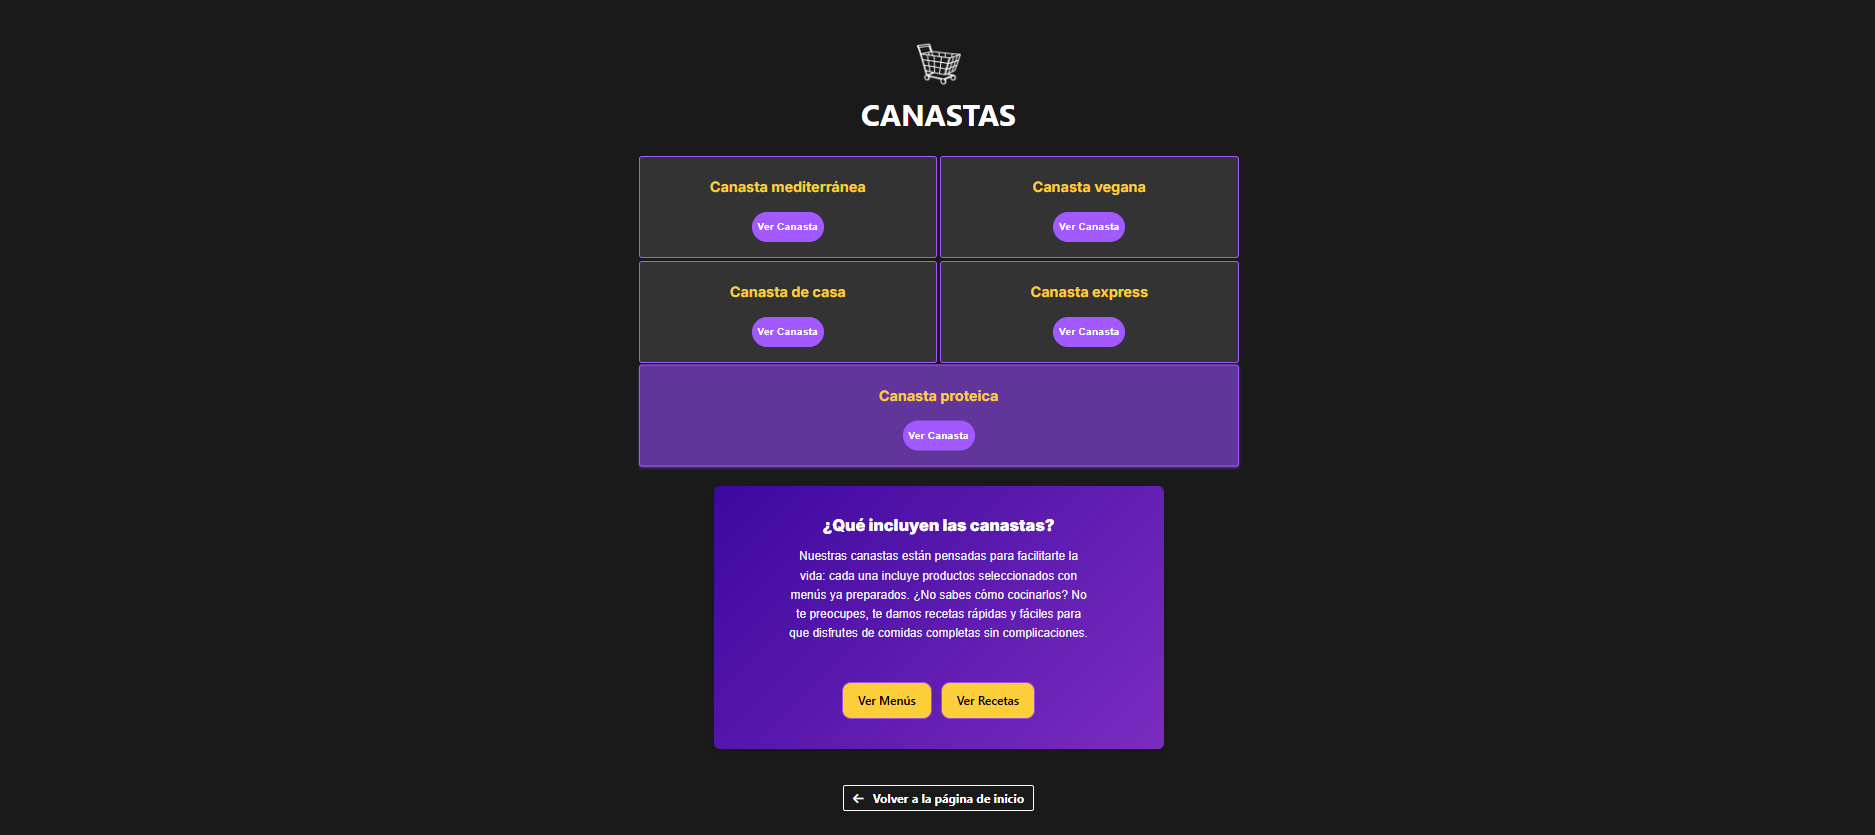 CANASTAS
Canasta mediterránea
Ver Canasta
Canasta vegana
Ver Canasta
Canasta de casa
Ver Canasta
Canasta express
Ver Canasta
Canasta proteica
Ver Canasta
¿Qué incluyen las canastas?
Nuestras canastas están pensadas para facilitarte la
vida: cada una incluye productos seleccionados con
menús ya preparados. ¿No sabes cómo cocinarlos? No
te preocupes, te damos recetas rápidas y fáciles para
que disfrutes de comidas completas sin complicaciones.
Ver Menús
Ver Recetas
Volver a la página de inicio